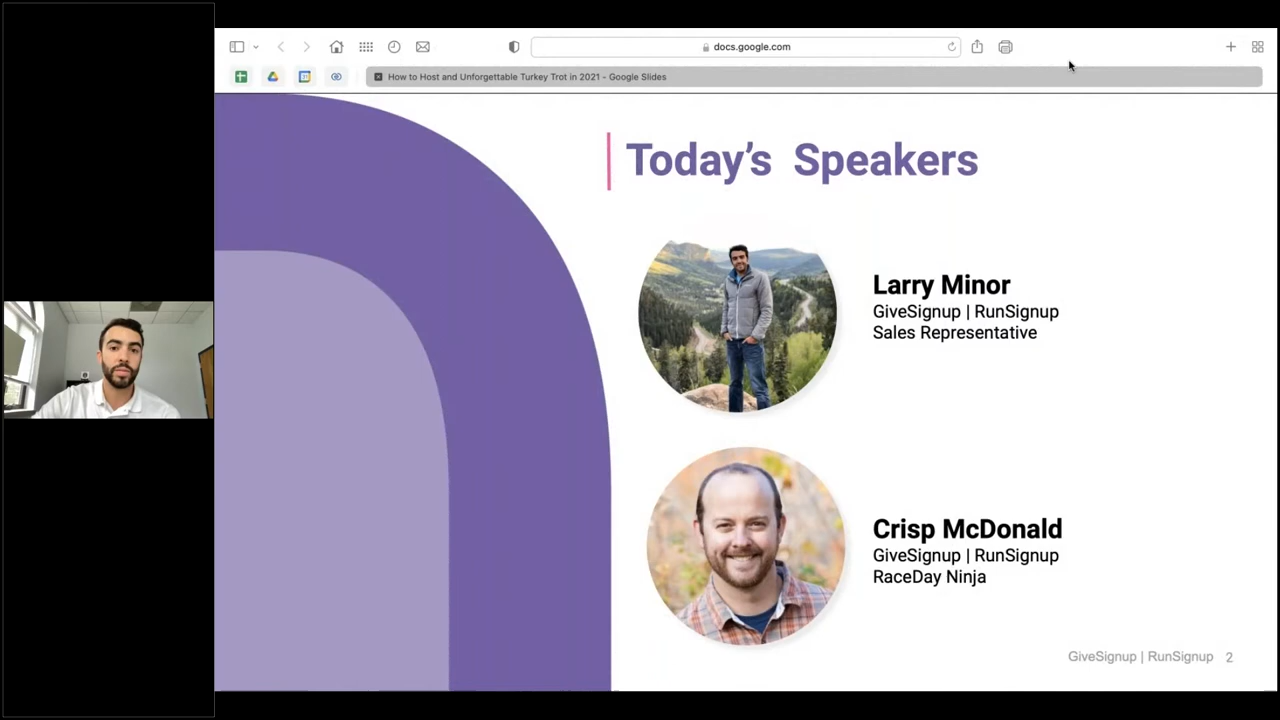 docs.google.com
How to Host and Unforgettable Turkey Trot in 2021 - Google Slides
Today’s Speakers
Larry Minor
GiveSignup | RunSignup
Sales Representative
Crisp McDonald
GiveSignup | RunSignup
RaceDay Ninja
GiveSignup | RunSignup 2